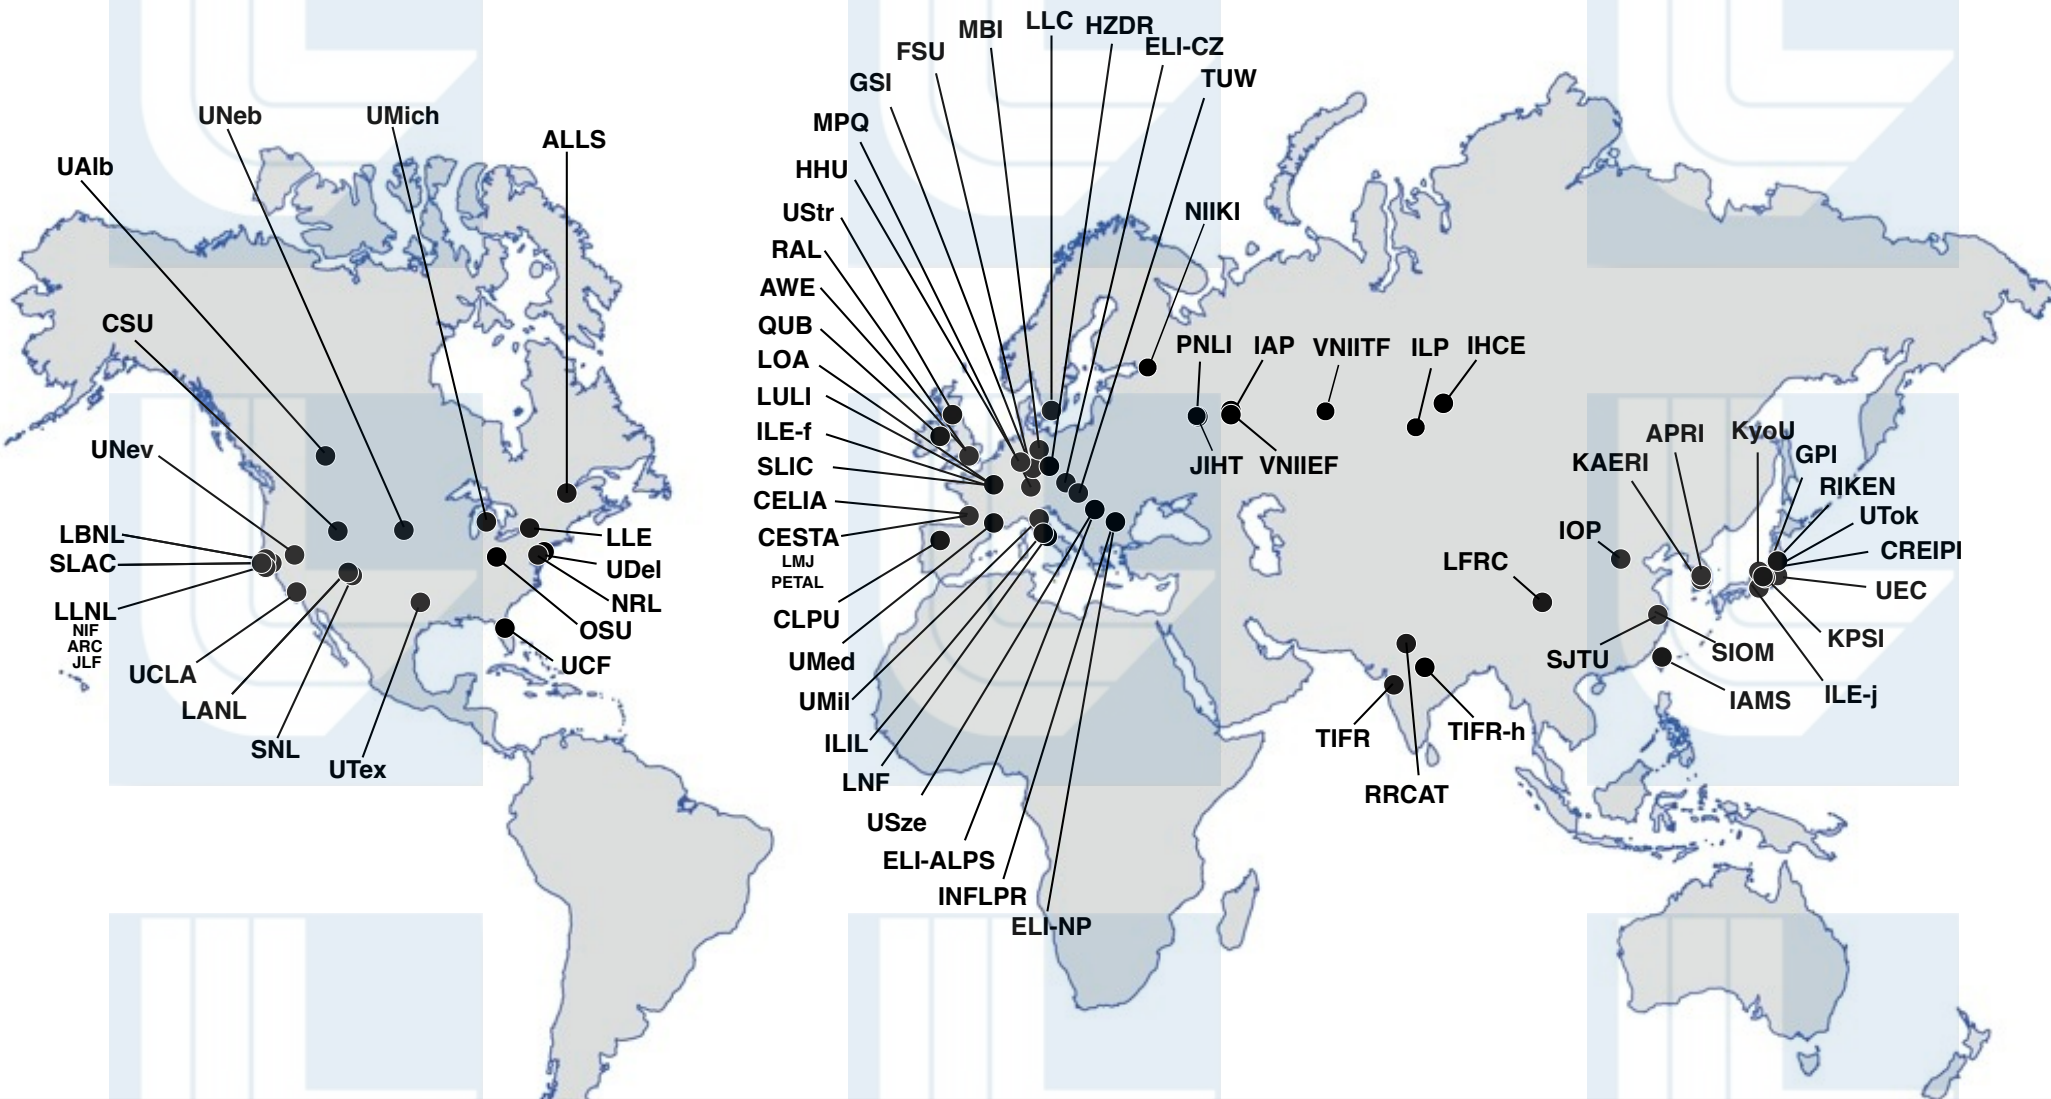 UNeb
UMich
ALLS
UAlb
CSU
UNev
LBNL
SLAC
LLNL
NIF
ARC
JLF
UCLA
LANL
SNL
UTex
LLE
UDel
NRL
OSU
UCF
LLC
HZDR
MBI
ELI-CZ
FSU
TUW
GSI
MPQ
HHU
UStr
RAL
AWE
QUB
LOA
LULI
ILE-f
SLIC
CELIA
CESTA
LMJ
PETAL
CLPU
UMed
UMil
ILIL
LNF
USze
ELI-ALPS
INFLPR
ELI-NP
NIIKI
PNLI
IAP
VNIITF
ILP
IHCE
JIHT
VNIIEF
KyoU
APRI
GPI
KAERI
RIKEN
UTok
IOP
CREIPI
LFRC
UEC
KPSI
SJTU
SIOM
IAMS
ILE-j
TIFR
TIFR-h
RRCAT